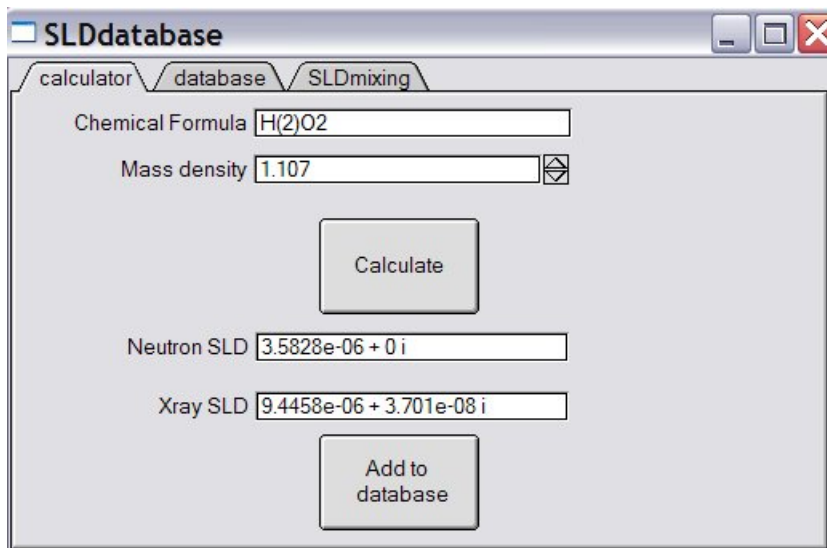 SLDdatabase
calculator database SLDmixing
Chemical Formula H(2)O2
Mass density 1.107
Calculate
Neutron SLD 3.5828e-06 + 0 i
Xray SLD 9.4458e-06 + 3.701e-08 i
Add to
database